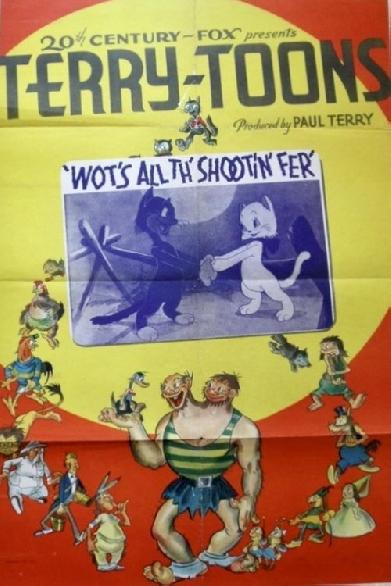 20th CENTURY-FOX presents
TERRY-TOONS
Produced by PAUL TERRY
'WOT'S ALL TH' SHOOTIN' FER'